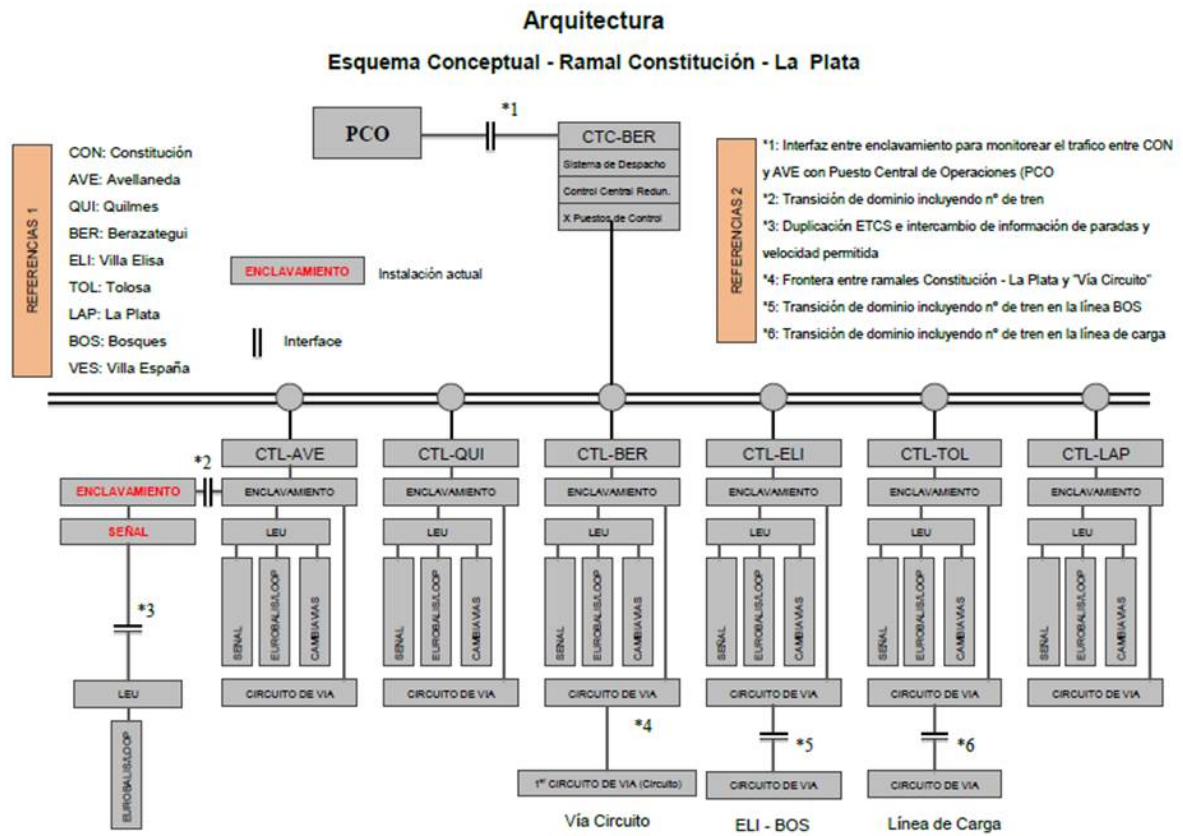 Arquitectura
Esquema Conceptual - Ramal Constitución - La Plata
PCO
*1
CTC-BER
Sistema de Despacho
Control Central Redun.
X Puestos de Control
REFERENCIAS 1
CON: Constitución
AVE: Avellaneda
QUI: Quilmes
BER: Berazategui
ELI: Villa Elisa
TOL: Tolosa
LAP: La Plata
BOS: Bosques
VES: Villa España
ENCLAVAMIENTO
Instalación actual
Interface
REFERENCIAS 2
*1: Interfaz entre enclavamiento para monitorear el trafico entre CON
y AVE con Puesto Central de Operaciones (PCO
*2: Transición de dominio incluyendo n° de tren
*3: Duplicación ETCS e intercambio de información de paradas y
velocidad permitida
*4: Frontera entre ramales Constitución - La Plata y "Vía Circuito"
*5: Transición de dominio incluyendo n° de tren en la línea BOS
*6: Transición de dominio incluyendo n° de tren en la línea de carga
ENCLAVAMIENTO
SEÑAL
*2
*3
LEU
EUROBALIS/LOOP
CTL-AVE
ENCLAVAMIENTO
LEU
SEÑAL
EUROBALIS/LOOP
CAMBIAVIAS
CIRCUITO DE VIA
CTL-QUI
ENCLAVAMIENTO
LEU
SEÑAL
EUROBALIS/LOOP
CAMBIAVIAS
CIRCUITO DE VIA
CTL-BER
ENCLAVAMIENTO
LEU
SEÑAL
EUROBALIS/LOOP
CAMBIAVIAS
CIRCUITO DE VIA
*4
1er CIRCUITO DE VIA (Circuito)
Vía Circuito
CTL-ELI
ENCLAVAMIENTO
LEU
SEÑAL
EUROBALIS/LOOP
CAMBIAVIAS
CIRCUITO DE VIA
*5
CIRCUITO DE VIA
ELI - BOS
CTL-TOL
ENCLAVAMIENTO
LEU
SEÑAL
EUROBALIS/LOOP
CAMBIAVIAS
CIRCUITO DE VIA
*6
CIRCUITO DE VIA
Línea de Carga
CTL-LAP
ENCLAVAMIENTO
LEU
SEÑAL
EUROBALIS/LOOP
CAMBIAVIAS
CIRCUITO DE VIA